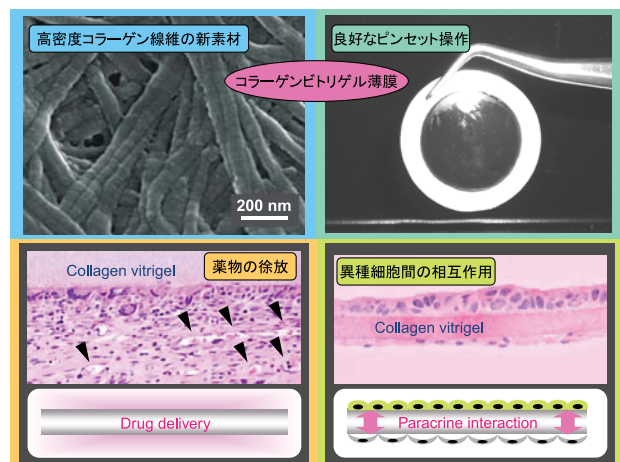 高密度コラーゲン線維の新素材
良好なピンセット操作
コラーゲンビトリゲル薄膜
200 nm
Collagen vitrigel
薬物の徐放
異種細胞間の相互作用
Collagen vitrigel
Drug delivery
Paracrine interaction